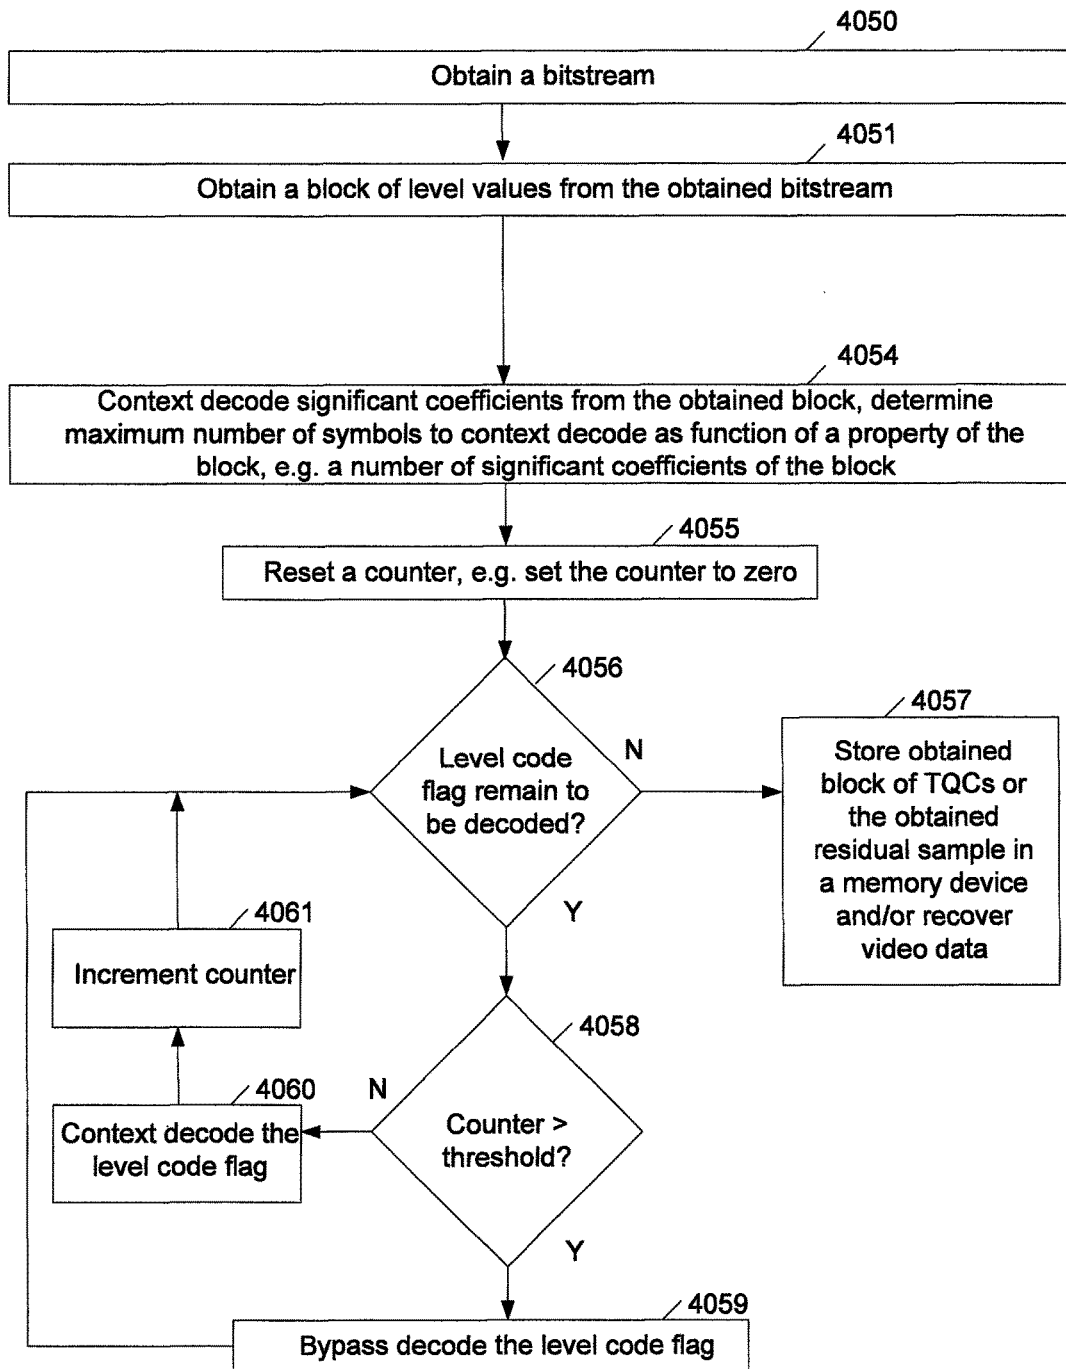 4050
Obtain a bitstream
4051
Obtain a block of level values from the obtained bitstream
4054
Context decode significant coefficients from the obtained block, determine
maximum number of symbols to context decode as function of a property of the
block, e.g. a number of significant coefficients of the block
4055
Reset a counter, e.g. set the counter to zero
4056
Level code
flag remain to
be decoded?
N
Y
4057
Store obtained
block of TQCs or
the obtained
residual sample in
a memory device
and/or recover
video data
4061
Increment counter
4058
Counter >
threshold?
N
Y
4060
Context decode the
level code flag
4059
Bypass decode the level code flag